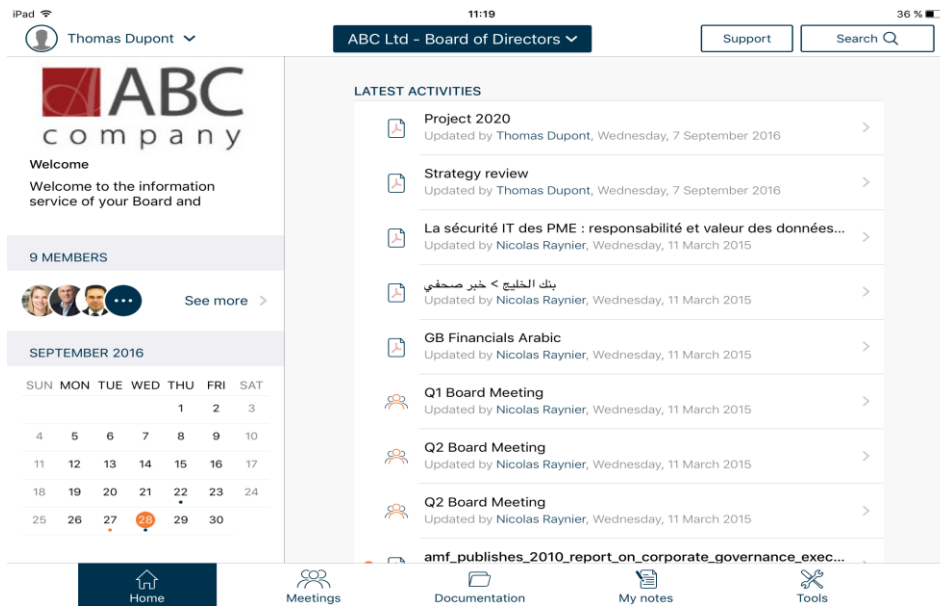 iPad 11:19 36 %
Thomas Dupont
ABC Ltd - Board of Directors
Support
Search
ABC
company
Welcome
Welcome to the information
service of your Board and
9 MEMBERS
See more
SEPTEMBER 2016
SUN MON TUE WED THU FRI SAT
1 2 3
4 5 6 7 8 9 10
11 12 13 14 15 16 17
18 19 20 21 22 23 24
25 26 27 28 29 30
LATEST ACTIVITIES
Project 2020
Updated by Thomas Dupont, Wednesday, 7 September 2016
Strategy review
Updated by Thomas Dupont, Wednesday, 7 September 2016
La sécurité IT des PME : responsabilité et valeur des données...
Updated by Nicolas Raynier, Wednesday, 11 March 2015
بنك الخليج > خبر صحفي
Updated by Nicolas Raynier, Wednesday, 11 March 2015
GB Financials Arabic
Updated by Nicolas Raynier, Wednesday, 11 March 2015
Q1 Board Meeting
Updated by Nicolas Raynier, Wednesday, 11 March 2015
Q2 Board Meeting
Updated by Nicolas Raynier, Wednesday, 11 March 2015
Q2 Board Meeting
Updated by Nicolas Raynier, Wednesday, 11 March 2015
amf_publishes_2010_report_on_corporate_governance_exec...
Home
Meetings
Documentation
My notes
Tools